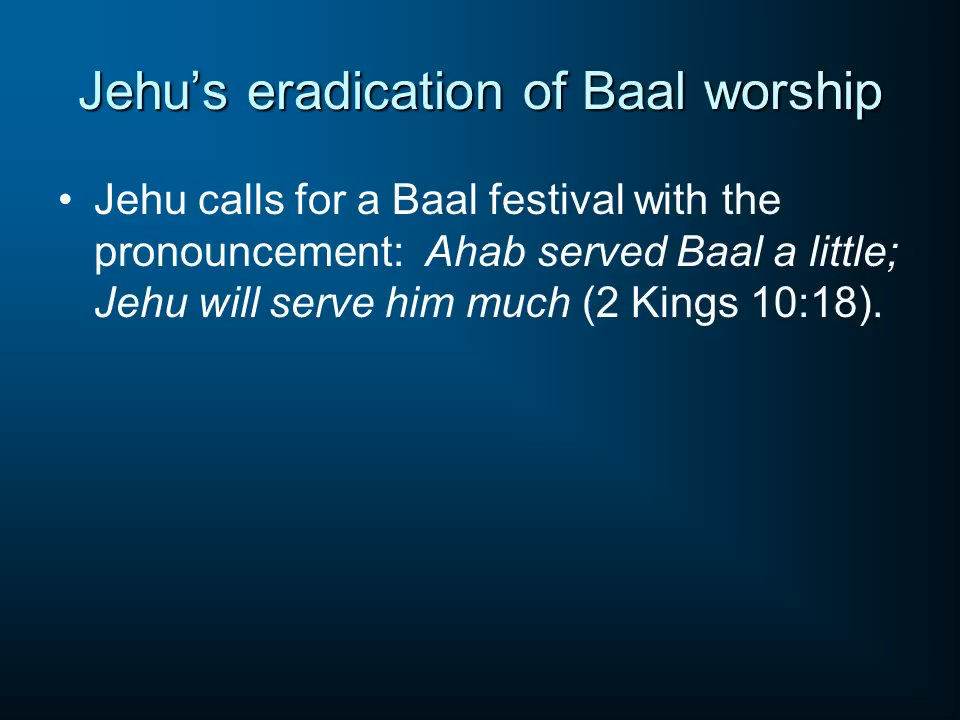 Jehu’s eradication of Baal worship
• Jehu calls for a Baal festival with the
pronouncement:  Ahab served Baal a little;
Jehu will serve him much (2 Kings 10:18).